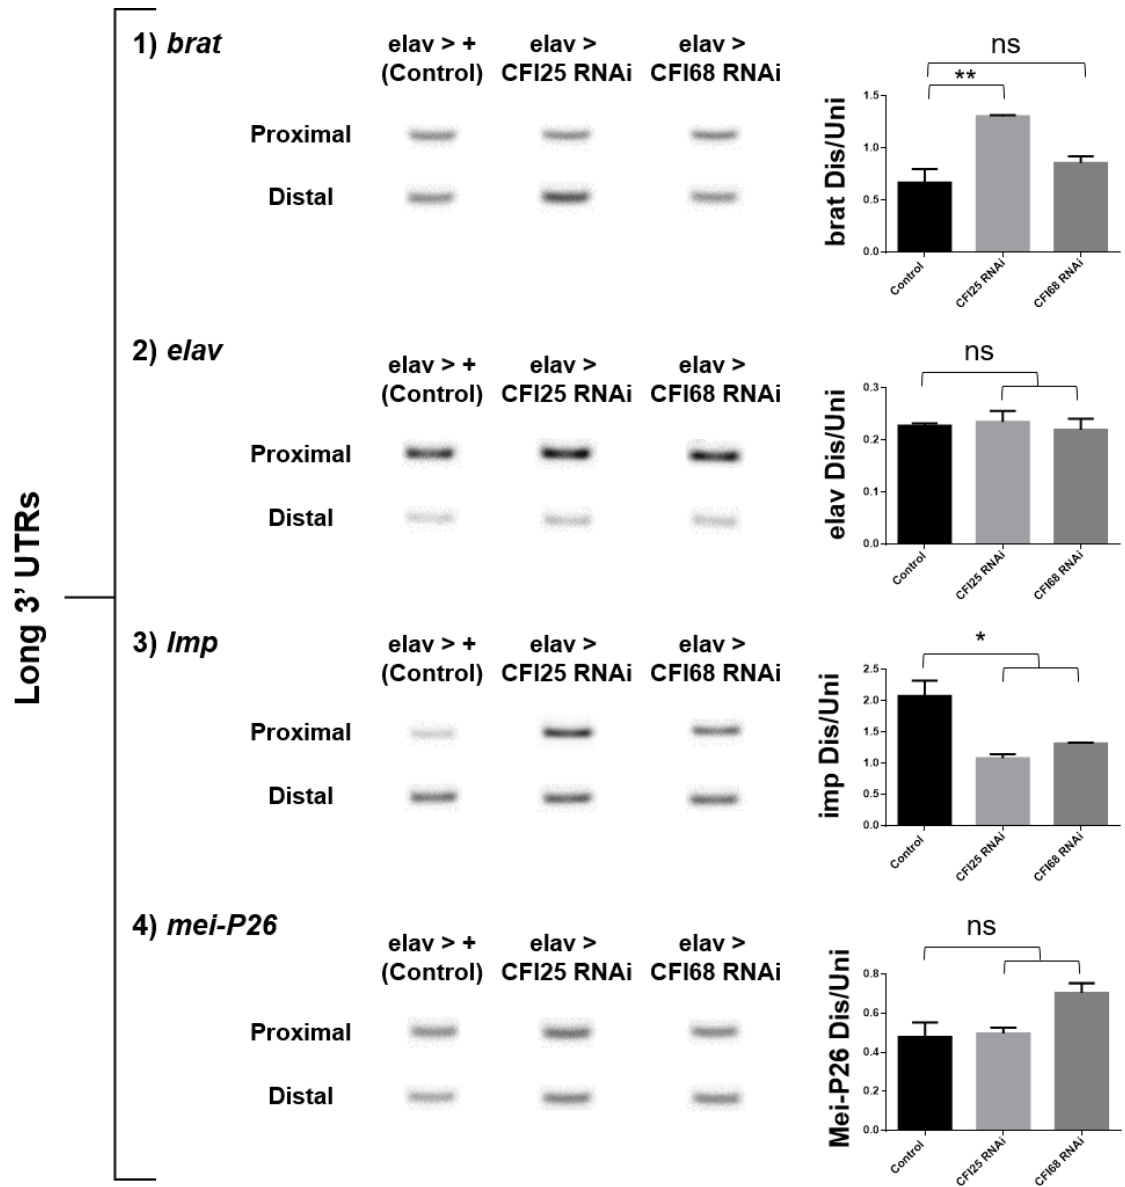 Long 3' UTRs
1) brat
elav > +
(Control)
elav >
CFI25 RNAi
elav >
CFI68 RNAi
Proximal
Distal
ns
**
brat Dis/Uni
1.5
1.0
0.5
0.0
Control
CFI25 RNAi
CFI68 RNAi
2) elav
elav > +
(Control)
elav >
CFI25 RNAi
elav >
CFI68 RNAi
Proximal
Distal
ns
elav Dis/Uni
0.3
0.2
0.1
0.0
Control
CFI25 RNAi
CFI68 RNAi
3) Imp
elav > +
(Control)
elav >
CFI25 RNAi
elav >
CFI68 RNAi
Proximal
Distal
*
imp Dis/Uni
2.5
2.0
1.5
1.0
0.5
0.0
Control
CFI25 RNAi
CFI68 RNAi
4) mei-P26
elav > +
(Control)
elav >
CFI25 RNAi
elav >
CFI68 RNAi
Proximal
Distal
ns
Mei-P26 Dis/Uni
0.8
0.6
0.4
0.2
0.0
Control
CFI25 RNAi
CFI68 RNAi